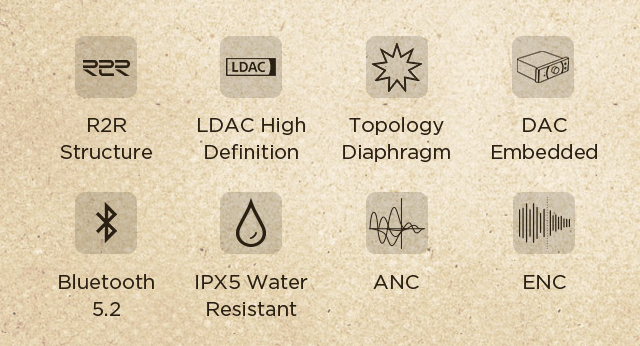 R2R
LDAC
R2R
Structure
LDAC High
Definition
Topology
Diaphragm
DAC
Embedded
Bluetooth
5.2
IPX5 Water
Resistant
ANC
ENC